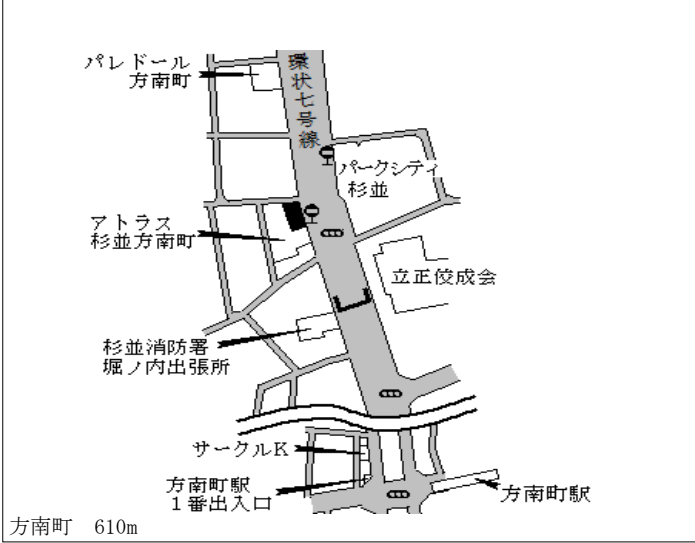 パレドール
方南町
環状七号線
パークシティ
杉並
アトラス
杉並方南町
立正佼成会
杉並消防署
堀ノ内出張所
サークルK
方南町駅
1番出入口
方南町駅
方南町　610m